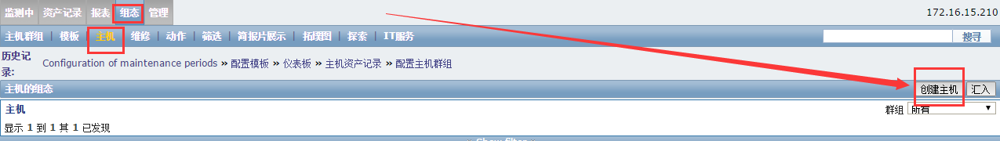 监测中 资产记录 报表 组态 管理
172.16.15.210
主机群组 | 模板 | 主机 | 维修 | 动作 | 筛选 | 简报片展示 | 拓墣图 | 探索 | IT服务 搜寻
历史记录: Configuration of maintenance periods » 配置模板 » 仪表板 » 主机资产记录 » 配置主机群组
主机的组态 创建主机 汇入
主机 群组 所有
显示 1 到 1 其 1 已发现
Show filter